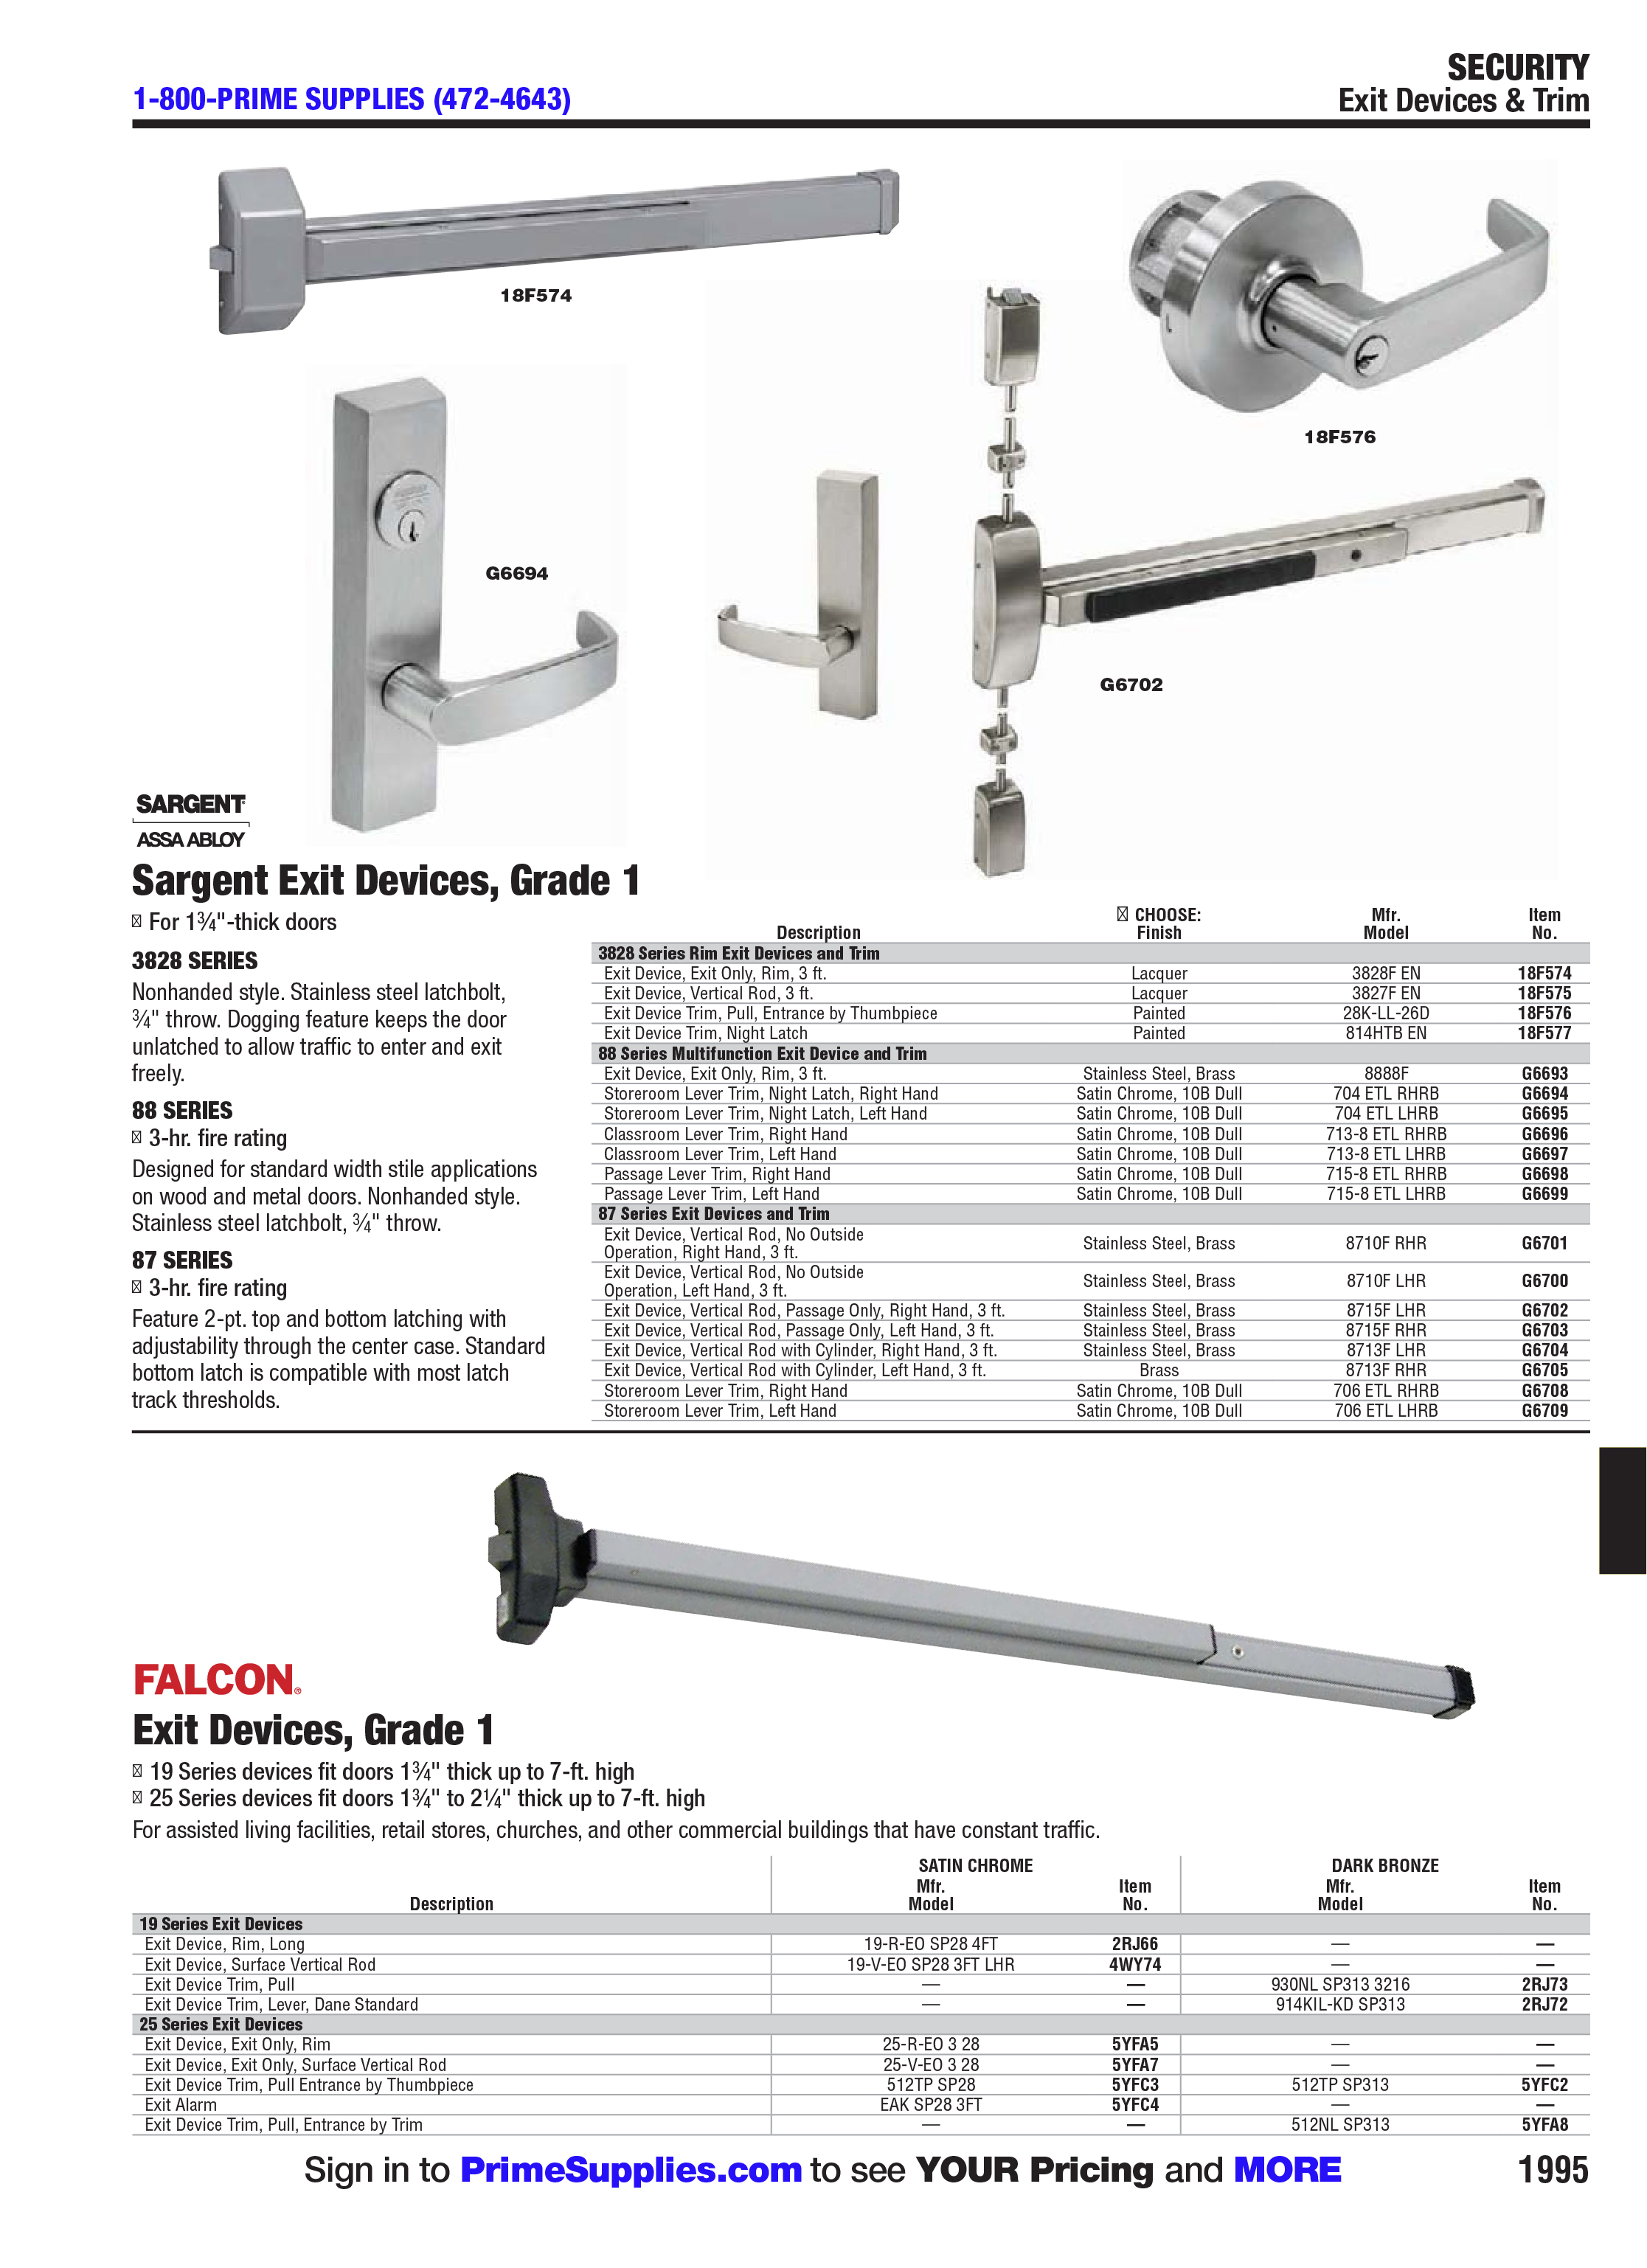 SECURITY
1-800-PRIME SUPPLIES (472-4643)
Exit Devices & Trim
18F574
18F576
G6694
G6702
SARGENT
ASSA ABLOY
Sargent Exit Devices, Grade 1
For 1¾"-thick doors
3828 SERIES
Nonhanded style. Stainless steel latchbolt,
¾" throw. Dogging feature keeps the door
unlatched to allow traffic to enter and exit
freely.
88 SERIES
3-hr. fire rating
Designed for standard width stile applications
on wood and metal doors. Nonhanded style.
Stainless steel latchbolt, ¾" throw.
87 SERIES
3-hr. fire rating
Feature 2-pt. top and bottom latching with
adjustability through the center case. Standard
bottom latch is compatible with most latch
track thresholds.
CHOOSE: Mfr. Item
Description Finish Model No.
3828 Series Rim Exit Devices and Trim
Exit Device, Exit Only, Rim, 3 ft. Lacquer 3828F EN 18F574
Exit Device, Vertical Rod, 3 ft. Lacquer 3827F EN 18F575
Exit Device Trim, Pull, Entrance by Thumbpiece Painted 28K-LL-26D 18F576
Exit Device Trim, Night Latch Painted 814HTB EN 18F577
88 Series Multifunction Exit Device and Trim
Exit Device, Exit Only, Rim, 3 ft. Stainless Steel, Brass 8888F G6693
Storeroom Lever Trim, Night Latch, Right Hand Satin Chrome, 10B Dull 704 ETL RHRB G6694
Storeroom Lever Trim, Night Latch, Left Hand Satin Chrome, 10B Dull 704 ETL LHRB G6695
Classroom Lever Trim, Right Hand Satin Chrome, 10B Dull 713-8 ETL RHRB G6696
Classroom Lever Trim, Left Hand Satin Chrome, 10B Dull 713-8 ETL LHRB G6697
Passage Lever Trim, Right Hand Satin Chrome, 10B Dull 715-8 ETL RHRB G6698
Passage Lever Trim, Left Hand Satin Chrome, 10B Dull 715-8 ETL LHRB G6699
87 Series Exit Devices and Trim
Exit Device, Vertical Rod, No Outside
Operation, Right Hand, 3 ft. Stainless Steel, Brass 8710F RHR G6701
Exit Device, Vertical Rod, No Outside
Operation, Left Hand, 3 ft. Stainless Steel, Brass 8710F LHR G6700
Exit Device, Vertical Rod, Passage Only, Right Hand, 3 ft. Stainless Steel, Brass 8715F LHR G6702
Exit Device, Vertical Rod, Passage Only, Left Hand, 3 ft. Stainless Steel, Brass 8715F RHR G6703
Exit Device, Vertical Rod with Cylinder, Right Hand, 3 ft. Stainless Steel, Brass 8713F LHR G6704
Exit Device, Vertical Rod with Cylinder, Left Hand, 3 ft. Brass 8713F RHR G6705
Storeroom Lever Trim, Right Hand Satin Chrome, 10B Dull 706 ETL RHRB G6708
Storeroom Lever Trim, Left Hand Satin Chrome, 10B Dull 706 ETL LHRB G6709
FALCON®
Exit Devices, Grade 1
19 Series devices fit doors 1¾" thick up to 7-ft. high
25 Series devices fit doors 1¾" to 2¼" thick up to 7-ft. high
For assisted living facilities, retail stores, churches, and other commercial buildings that have constant traffic.
SATIN CHROME DARK BRONZE
Mfr. Item Mfr. Item
Description Model No. Model No.
19 Series Exit Devices
Exit Device, Rim, Long 19-R-EO SP28 4FT 2RJ66 — —
Exit Device, Surface Vertical Rod 19-V-EO SP28 3FT LHR 4WY74 — —
Exit Device Trim, Pull — — 930NL SP313 3216 2RJ73
Exit Device Trim, Lever, Dane Standard — — 914KIL-KD SP313 2RJ72
25 Series Exit Devices
Exit Device, Exit Only, Rim 25-R-EO 3 28 5YFA5 — —
Exit Device, Exit Only, Surface Vertical Rod 25-V-EO 3 28 5YFA7 — —
Exit Device Trim, Pull Entrance by Thumbpiece 512TP SP28 5YFC3 512TP SP313 5YFC2
Exit Alarm EAK SP28 3FT 5YFC4 — —
Exit Device Trim, Pull, Entrance by Trim — — 512NL SP313 5YFA8
Sign in to PrimeSupplies.com to see YOUR Pricing and MORE 1995